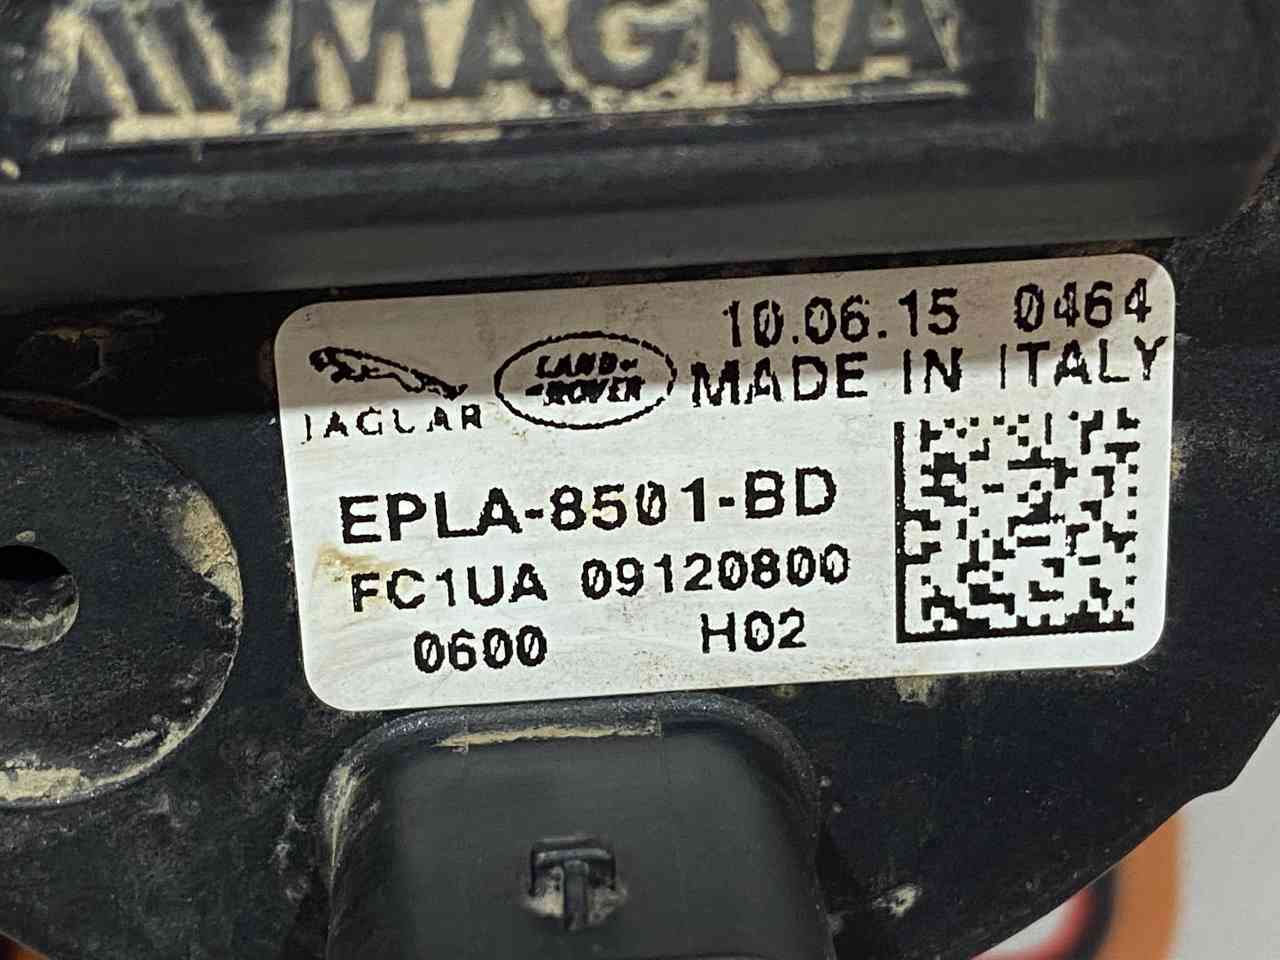 MAGNA
10.06.15 0464
JAGUAR
LAND-
-ROVER
MADE IN ITALY
EPLA-8501-BD
FC1UA 09120800
0600 H02